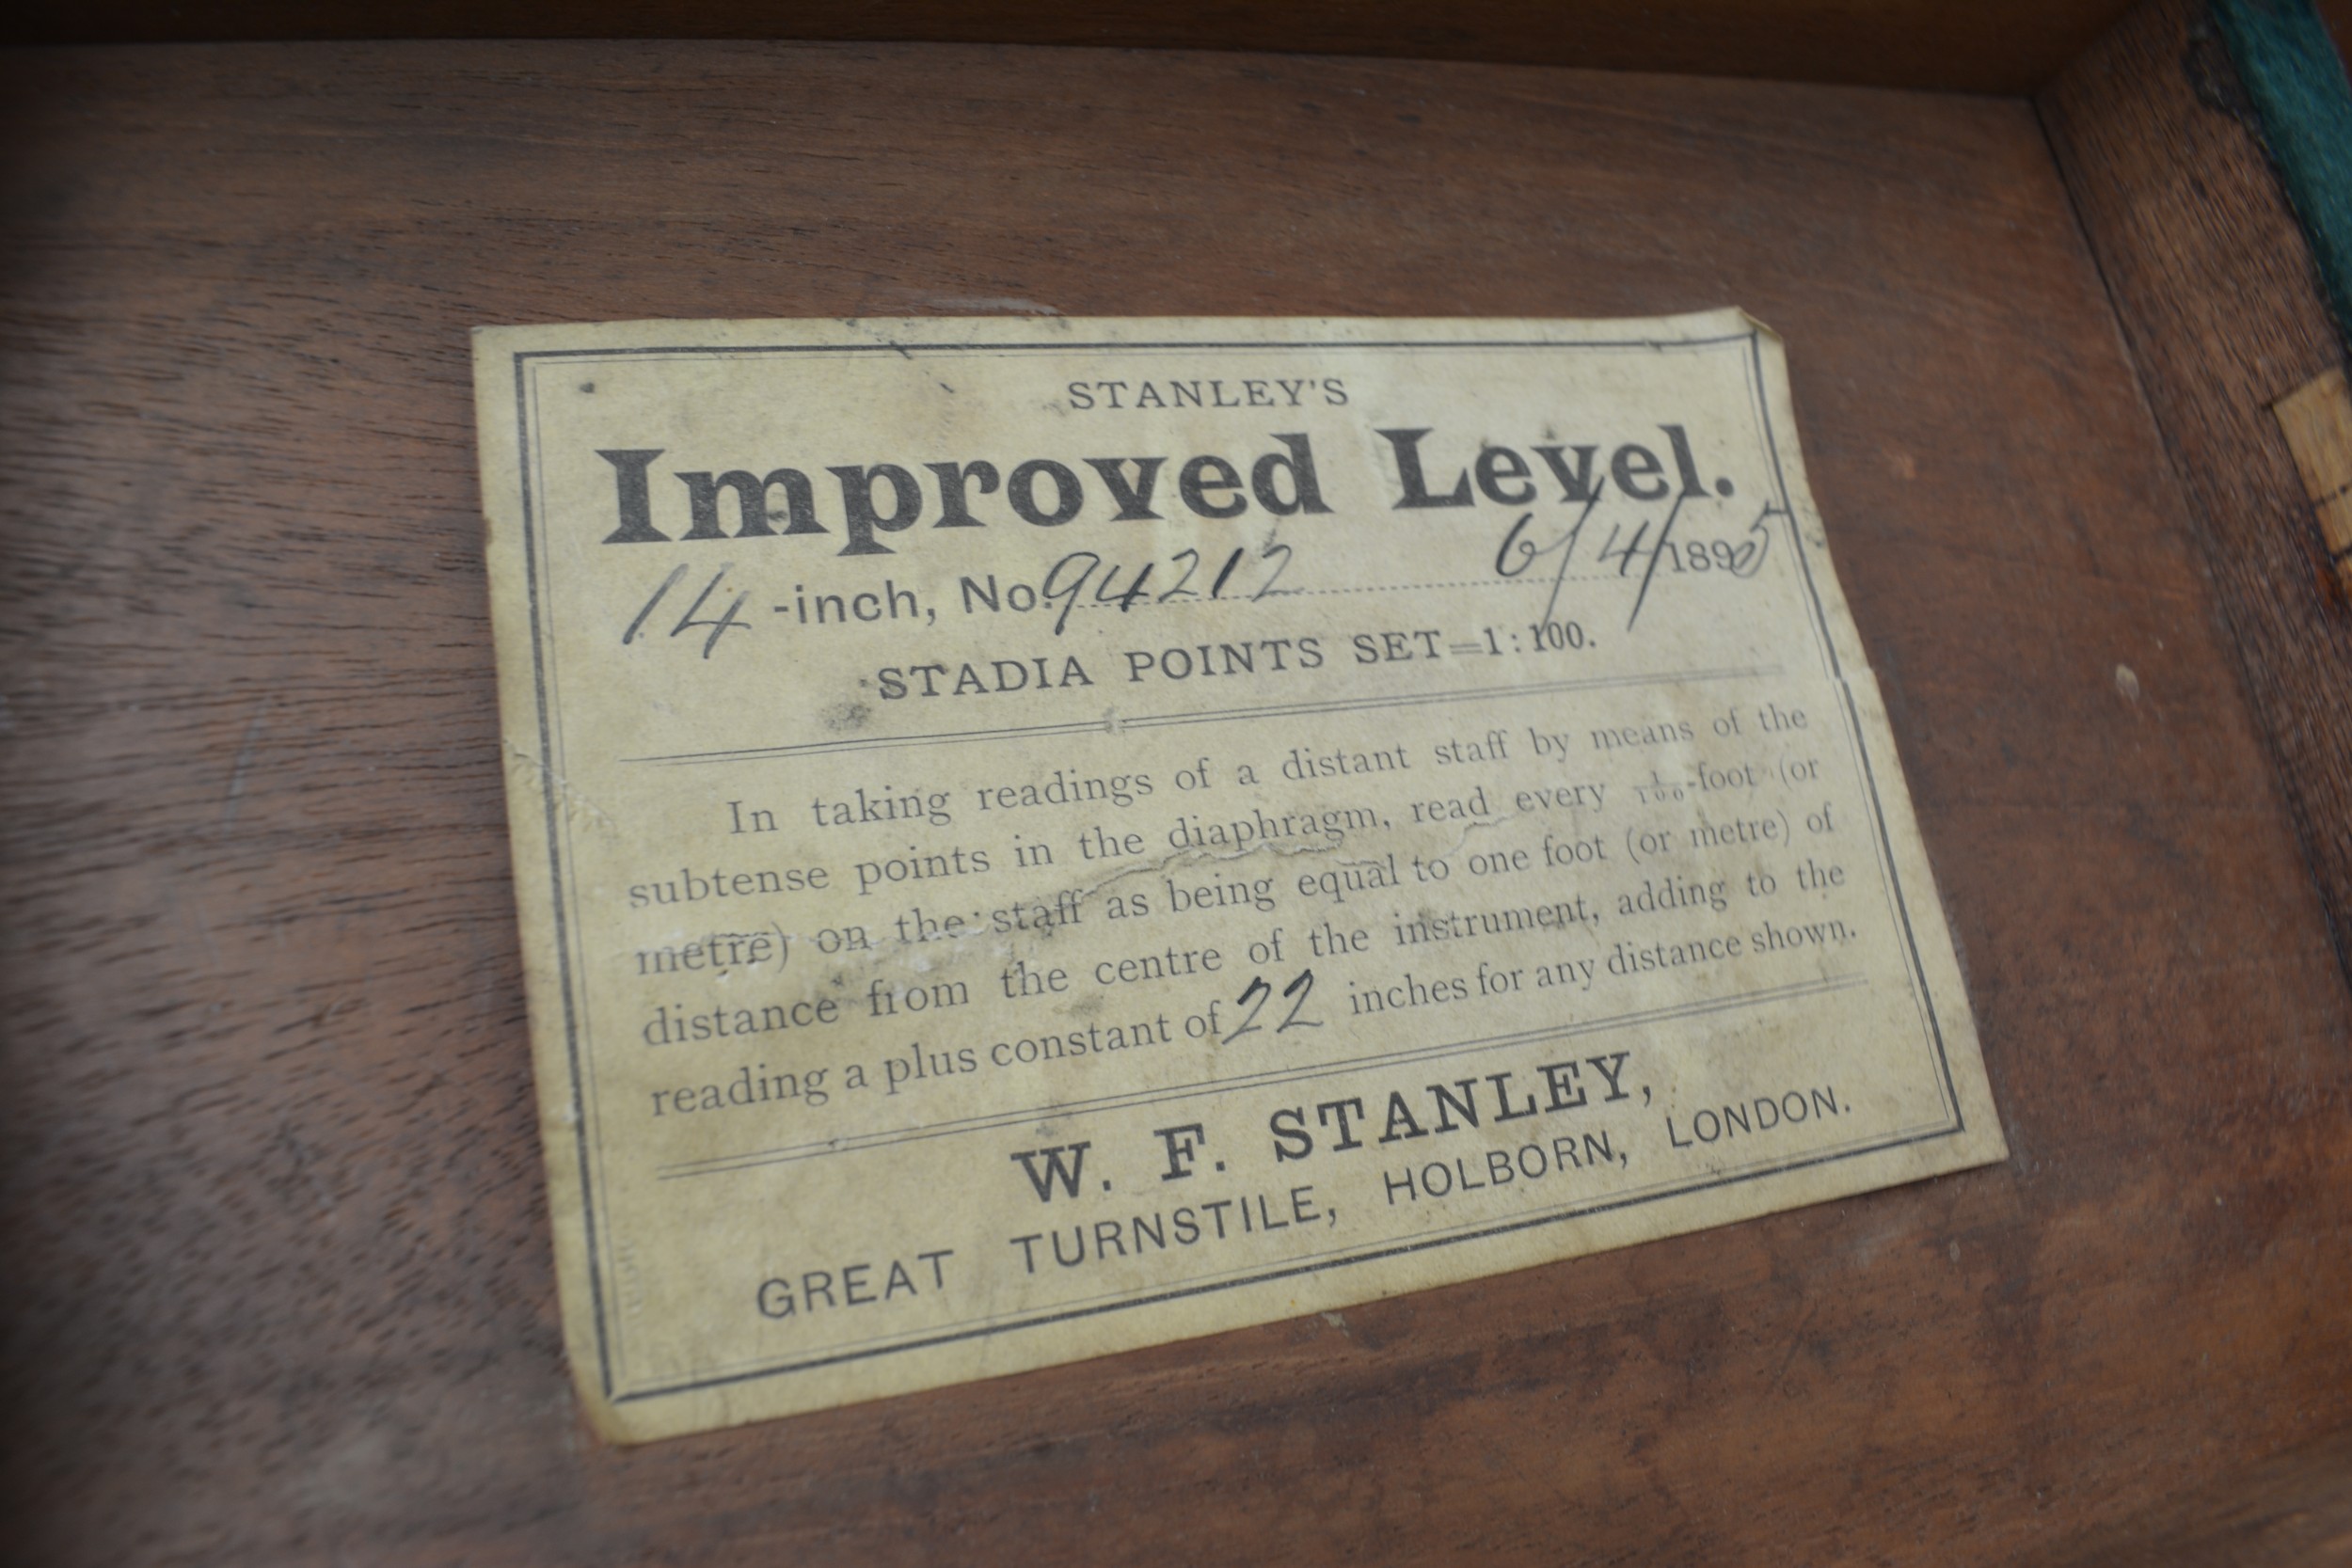 STANLEY'S
Improved Level.
14-inch, No. 94212 6/4/1895
STADIA POINTS SET=1:100.
In taking readings of a distant staff by means of the
subtense points in the diaphragm, read every 1/100-foot (or
metre) on the staff as being equal to one foot (or metre) of
distance from the centre of the instrument, adding to the
reading a plus constant of 22 inches for any distance shown.
W. F. STANLEY,
GREAT TURNSTILE, HOLBORN, LONDON.